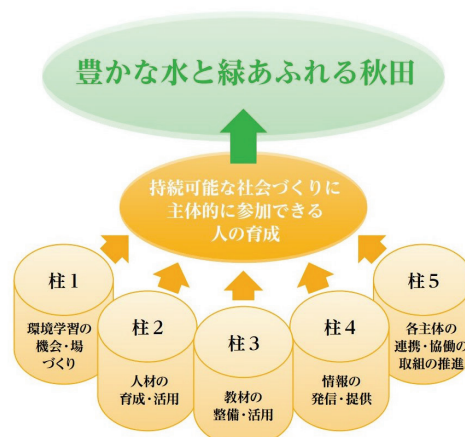 豊かな水と緑あふれる秋田
持続可能な社会づくりに
主体的に参加できる
人の育成
柱1
環境学習の
機会・場
づくり
柱2
人材の
育成・活用
柱3
教材の
整備・活用
柱4
情報の
発信・提供
柱5
各主体の
連携・協働の
取組の推進